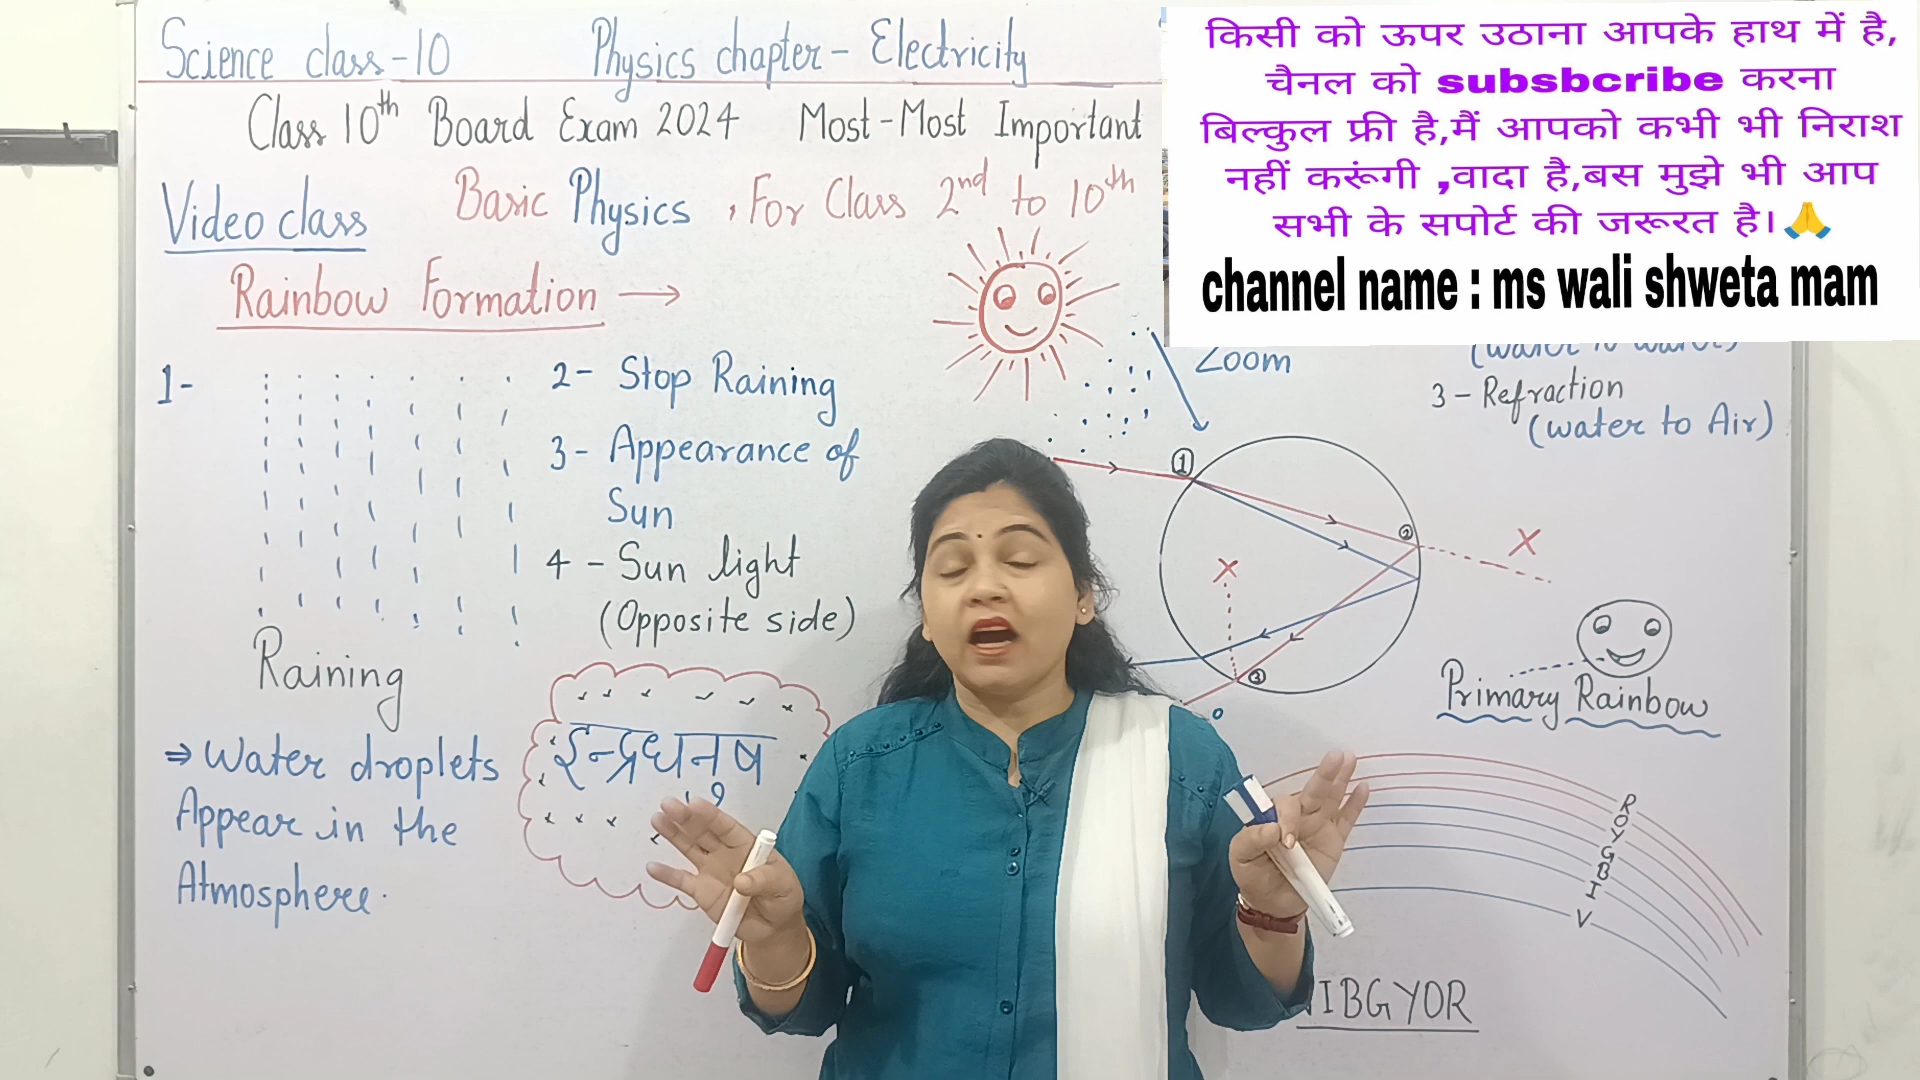 Science class-10 Physics chapter- Electricity
Class 10th Board Exam 2024 Most-Most Important
Video class Basic Physics, For Class 2nd to 10th
Rainbow Formation →
किसी को ऊपर उठाना आपके हाथ में है,
चैनल को subsbcribe करना
बिल्कुल फ्री है,मैं आपको कभी भी निराश
नहीं करूंगी ,वादा है,बस मुझे भी आप
सभी के सपोर्ट की जरूरत है।🙏
channel name : ms wali shweta mam
1-
Raining
⇒ Water droplets
Appear in the
Atmosphere.
2- Stop Raining
3- Appearance of
Sun
4 - Sun light
(Opposite side)
इन्द्रधनुष
Zoom
3 - Refraction
(water to Air)
1
2
3
X
X
Primary Rainbow
R
O
Y
G
B
I
V
IBGYOR